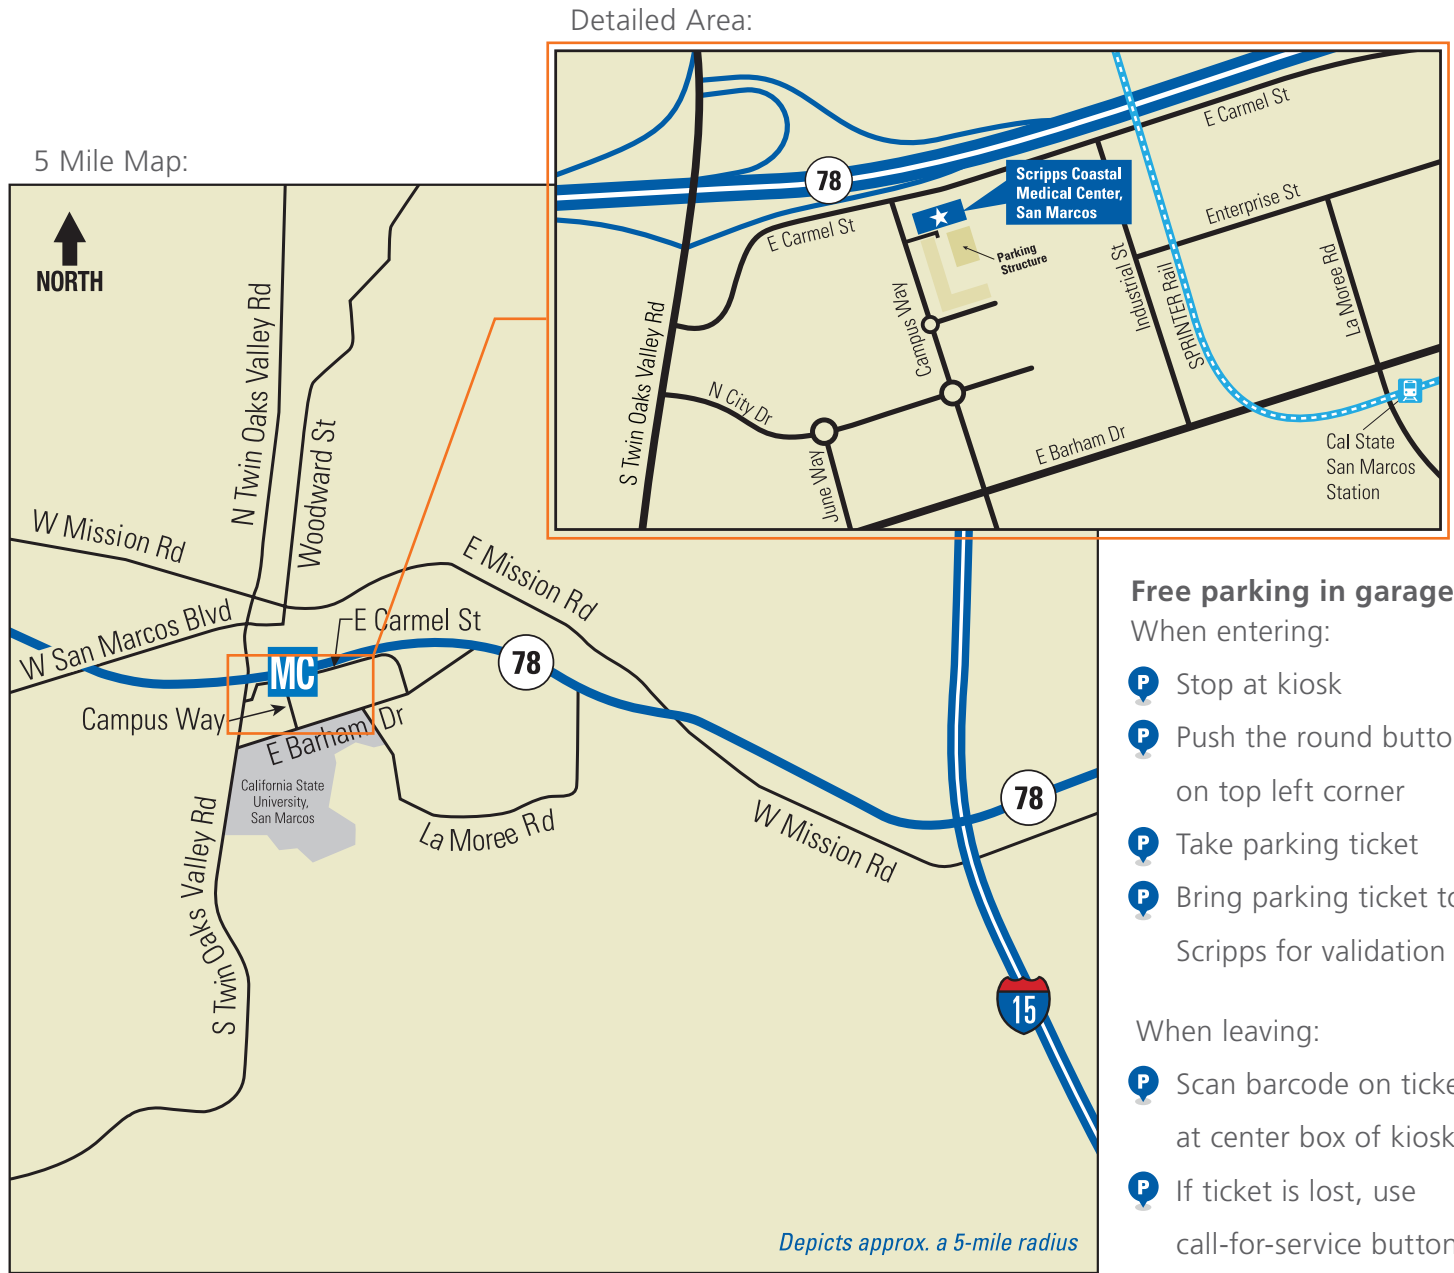 Detailed Area:
E Carmel St
78
Scripps Coastal
Medical Center,
San Marcos
E Carmel St
Enterprise St
Parking
Structure
Industrial St
SPRINTER Rail
La Moree Rd
Campus Way
S Twin Oaks Valley Rd
N City Dr
June Way
E Barham Dr
Cal State
San Marcos
Station
5 Mile Map:
NORTH
N Twin Oaks Valley Rd
Woodward St
W Mission Rd
E Mission Rd
W San Marcos Blvd
E Carmel St
MC
78
Campus Way
E Barham Dr
California State
University,
San Marcos
La Moree Rd
S Twin Oaks Valley Rd
W Mission Rd
78
15
Depicts approx. a 5-mile radius
Free parking in garage
When entering:
P Stop at kiosk
P Push the round butto
on top left corner
P Take parking ticket
P Bring parking ticket to
Scripps for validation
When leaving:
P Scan barcode on ticke
at center box of kiosk
P If ticket is lost, use
call-for-service button